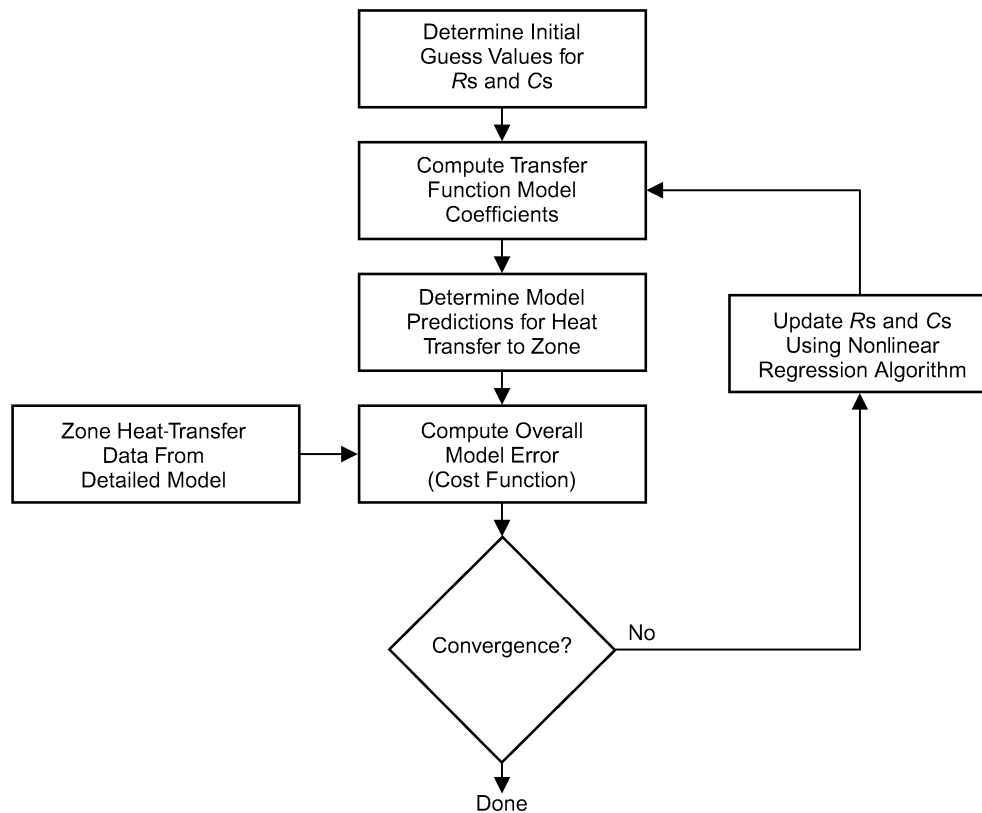 Determine Initial
Guess Values for
Rs and Cs
Compute Transfer
Function Model
Coefficients
Determine Model
Predictions for Heat
Transfer to Zone
Update Rs and Cs
Using Nonlinear
Regression Algorithm
Zone Heat-Transfer
Data From
Detailed Model
Compute Overall
Model Error
(Cost Function)
Convergence?
No
Done